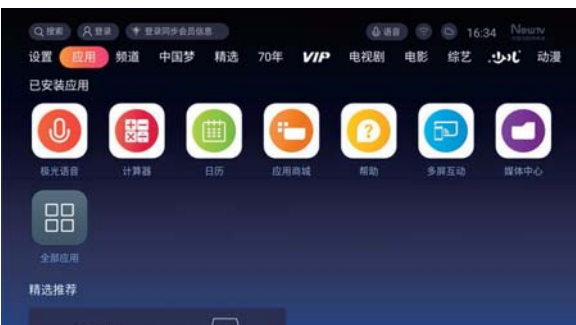 搜索 登录 登录同步会员信息 语音 16:34 Newtv
设置 应用 频道 中国梦 精选 70年 VIP 电视剧 电影 综艺 少儿 动漫
已安装应用
极光语音 计算器 日历 应用商城 帮助 多屏互动 媒体中心
全部应用
精选推荐